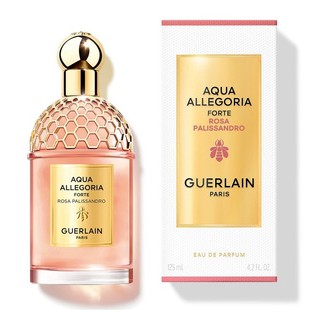 AQUA
ALLEGORIA
FORTE
ROSA PALISSANDRO
GUERLAIN
PARIS
AQUA
ALLEGORIA
FORTE
ROSA
PALISSANDRO
GUERLAIN
PARIS
EAU DE PARFUM
125 mL 4.2 FL. OZ.